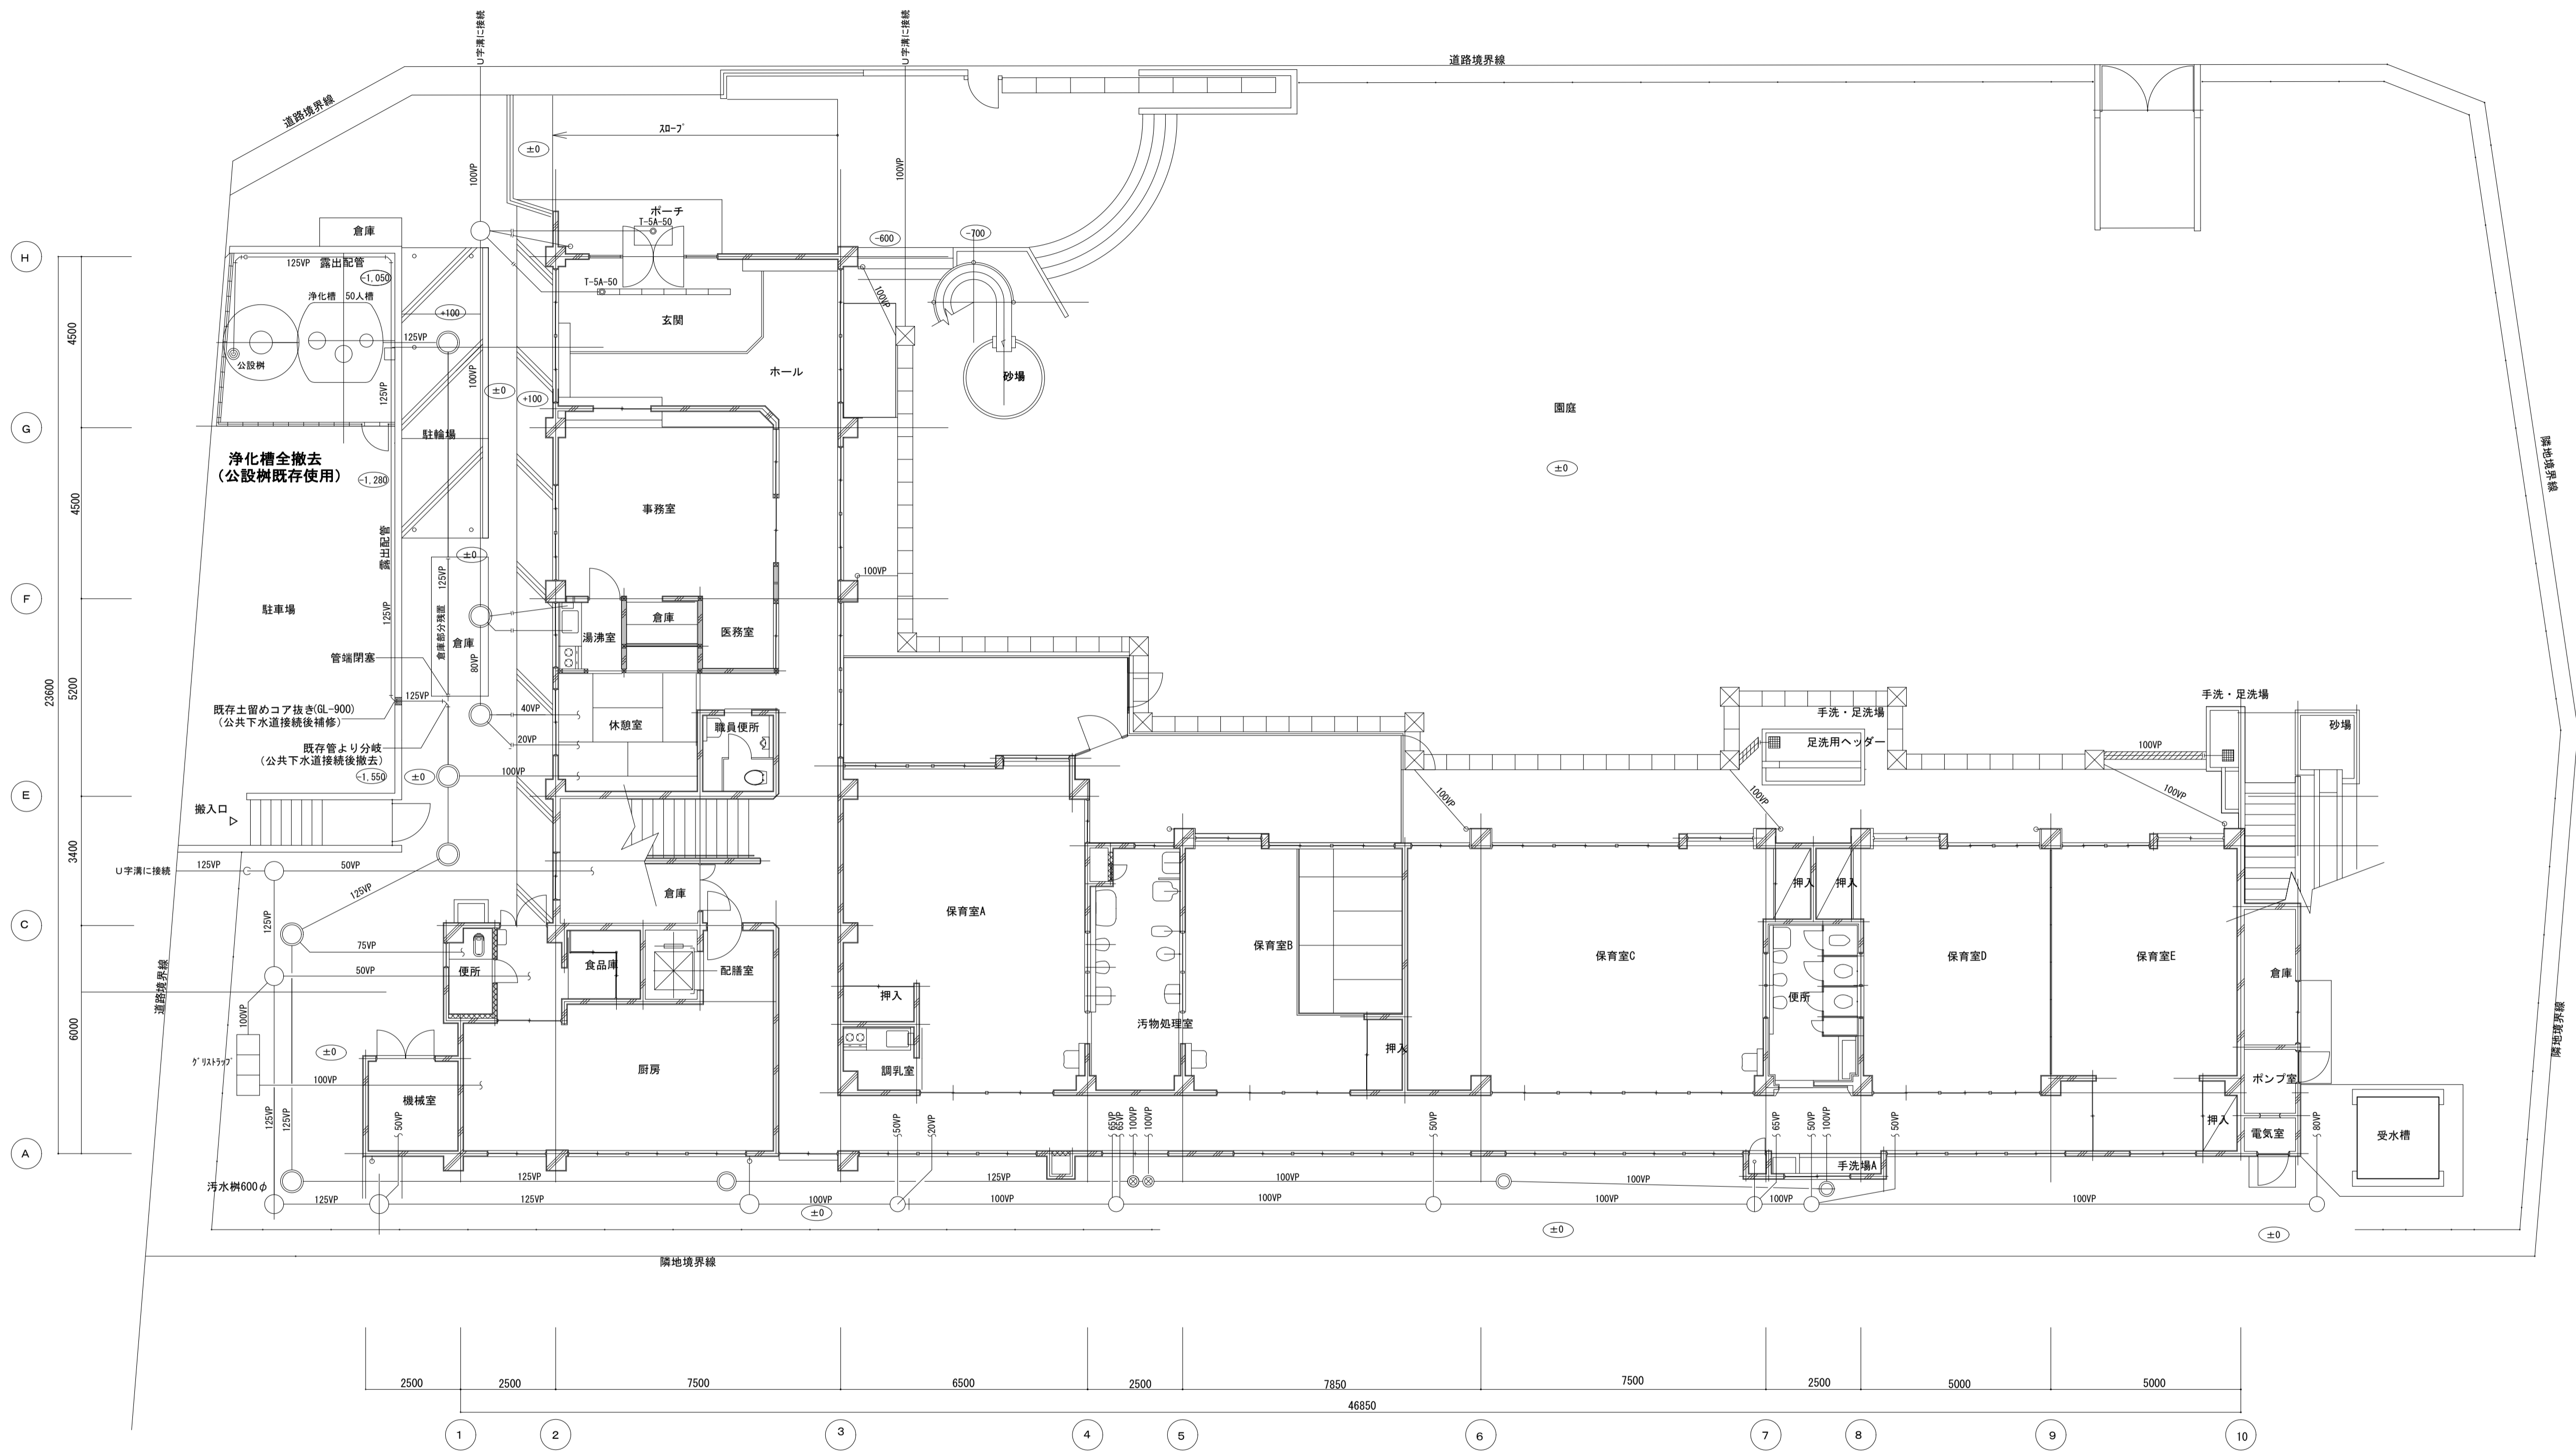 U字溝に接続
U字溝に接続
道路境界線
道路境界線
スロープ
±0
100VP
100VP
ポーチ
T-5A-50
-600
-700
倉庫
H
125VP
露出配管
-1,050
T-5A-50
100VP
浄化槽 50人槽
+100
玄関
4500
125VP
公設桝
100VP
ホール
砂場
125VP
±0
+100
園庭
G
駐輪場
隣地境界線
浄化槽全撤去
(公設桝既存使用)
-1,280
±0
4500
事務室
露出配管
±0
125VP
100VP
F
駐車場
125VP
倉庫部分残置
倉庫
湯沸室
倉庫
医務室
管端閉塞
80VP
23600
5200
125VP
既存土留めコア抜き(GL-900)
(公共下水道接続後補修)
40VP
休憩室
職員便所
手洗・足洗場
手洗・足洗場
砂場
既存管より分岐
(公共下水道接続後撤去)
20VP
足洗用ヘッダー
100VP
-1,550
±0
100VP
E
搬入口
100VP
100VP
100VP
3400
U字溝に接続
125VP
50VP
125VP
倉庫
押入
押入
C
125VP
保育室A
75VP
保育室B
保育室C
保育室D
保育室E
50VP
便所
食品庫
配膳室
倉庫
道路境界線
押入
便所
100VP
汚物処理室
6000
±0
押入
隣地境界線
グリストラップ
厨房
調乳室
100VP
ポンプ室
機械室
125VP
125VP
50VP
50VP
20VP
65VP
65VP
100VP
100VP
50VP
65VP
50VP
100VP
50VP
押入
80VP
電気室
受水槽
A
手洗場A
汚水桝600φ
125VP
125VP
100VP
100VP
125VP
125VP
100VP
100VP
100VP
100VP
100VP
100VP
±0
±0
±0
隣地境界線
2500
2500
7500
6500
2500
7850
7500
2500
5000
5000
46850
1
2
3
4
5
6
7
8
9
10